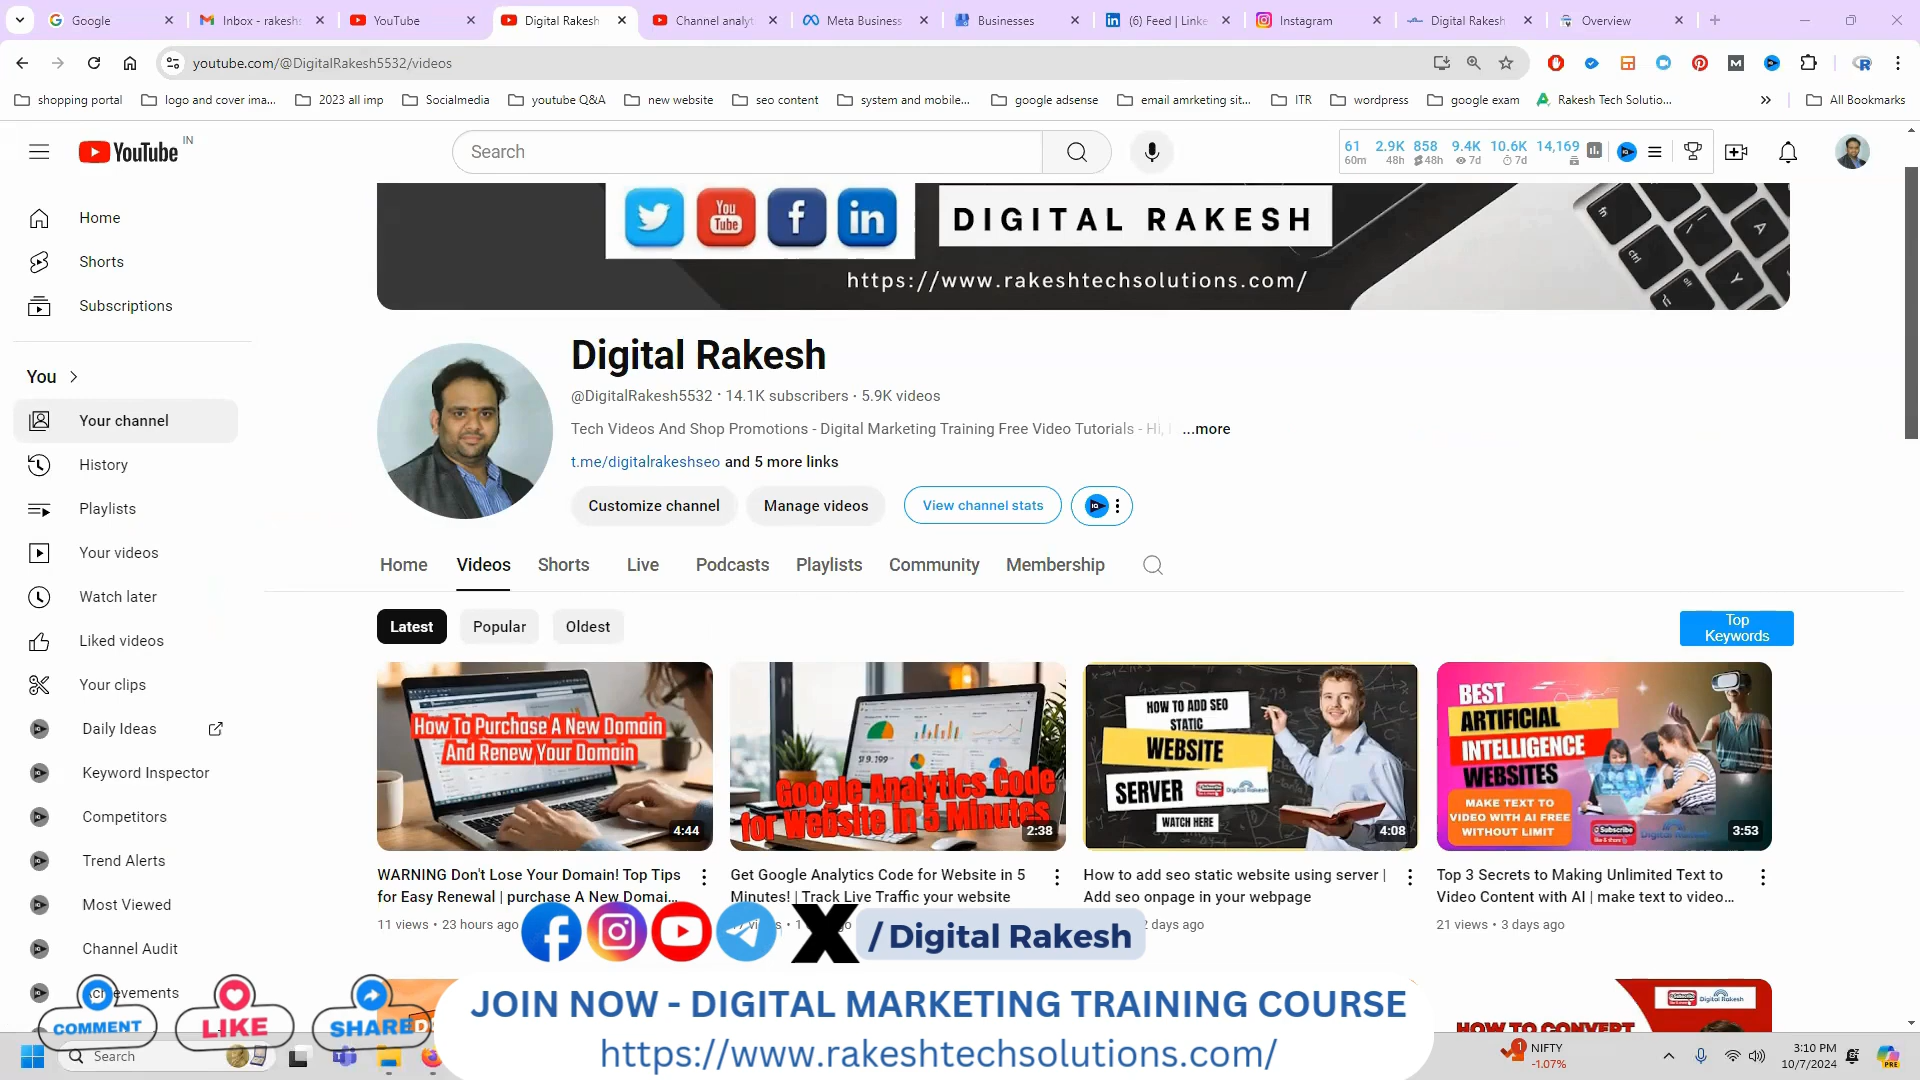 Google
Inbox - rakesh
YouTube
Digital Rakesh
Channel analyt
Meta Business
Businesses
(6) Feed | Linke
Instagram
Digital Rakesh
Overview
youtube.com/@DigitalRakesh5532/videos
shopping portal
logo and cover ima...
2023 all imp
Socialmedia
youtube Q&A
new website
seo content
system and mobile...
google adsense
email amrketing sit...
ITR
wordpress
google exam
Rakesh Tech Solutio...
All Bookmarks
YouTube IN
Search
61 2.9K 858 9.4K 10.6K 14,169
60m 48h 48h 7d 7d
Home
Shorts
Subscriptions
You
Your channel
History
Playlists
Your videos
Watch later
Liked videos
Your clips
Daily Ideas
Keyword Inspector
Competitors
Trend Alerts
Most Viewed
Channel Audit
You Tube
f
in
DIGITAL RAKESH
https://www.rakeshtechsolutions.com/
Digital Rakesh
@DigitalRakesh5532 · 14.1K subscribers · 5.9K videos
Tech Videos And Shop Promotions - Digital Marketing Training Free Video Tutorials - Hi, ...more
t.me/digitalrakeshseo and 5 more links
Customize channel
Manage videos
View channel stats
Home
Videos
Shorts
Live
Podcasts
Playlists
Community
Membership
Latest
Popular
Oldest
Top
Keywords
How To Purchase A New Domain
And Renew Your Domain
4:44
WARNING Don't Lose Your Domain! Top Tips
for Easy Renewal | purchase A New Domai...
11 views • 23 hours ago
Google Analytics Code
for Website in 5 Minutes
2:38
Get Google Analytics Code for Website in 5
Minutes! | Track Live Traffic your website
HOW TO ADD SEO
STATIC
WEBSITE
SERVER
WATCH HERE
4:08
How to add seo static website using server |
Add seo onpage in your webpage
2 days ago
BEST
ARTIFICIAL
INTELLIGENCE
WEBSITES
MAKE TEXT TO
VIDEO WITH AI FREE
WITHOUT LIMIT
Subscribe
3:53
Top 3 Secrets to Making Unlimited Text to
Video Content with AI | make text to video...
21 views • 3 days ago
X /Digital Rakesh
COMMENT
LIKE
SHARE
JOIN NOW - DIGITAL MARKETING TRAINING COURSE
https://www.rakeshtechsolutions.com/
Digital Rakesh
HOW TO CONVERT
Search
NIFTY
-1.07%
3:10 PM
10/7/2024